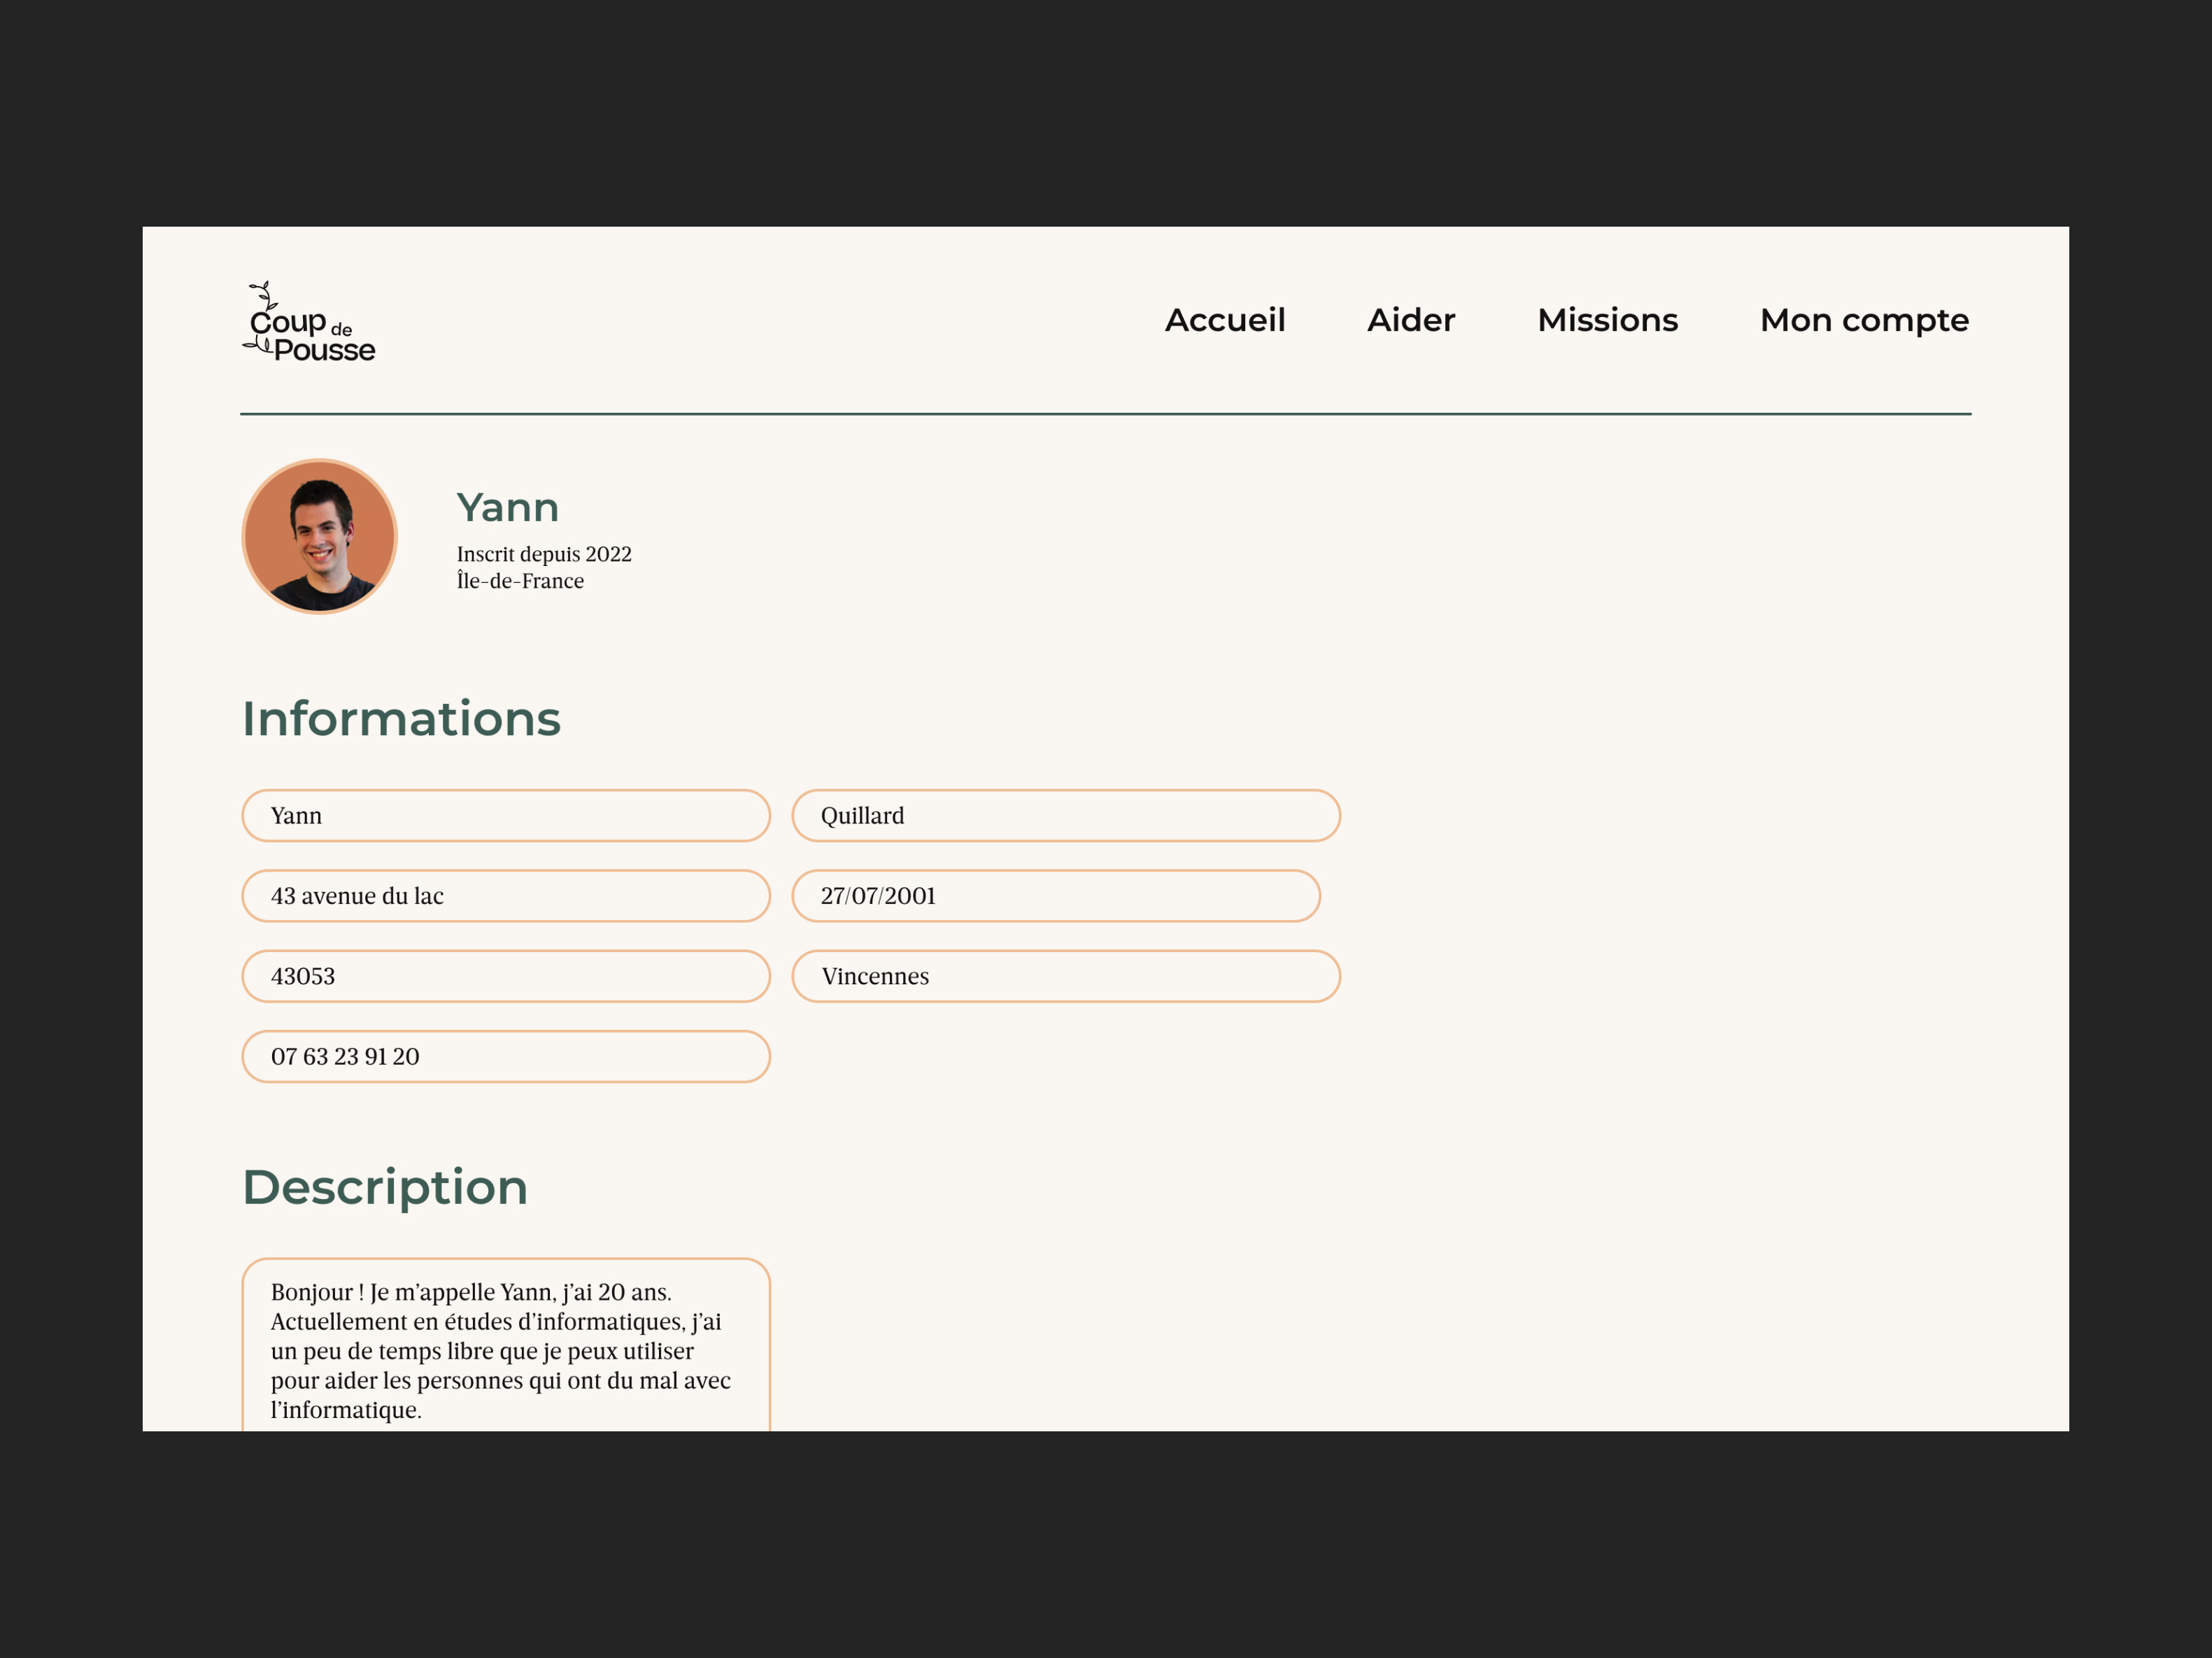 Coup de
Pousse
Accueil Aider Missions Mon compte
Yann
Inscrit depuis 2022
Île-de-France
Informations
Yann
Quillard
43 avenue du lac
27/07/2001
43053
Vincennes
07 63 23 91 20
Description
Bonjour ! Je m’appelle Yann, j’ai 20 ans.
Actuellement en études d’informatiques, j’ai
un peu de temps libre que je peux utiliser
pour aider les personnes qui ont du mal avec
l’informatique.